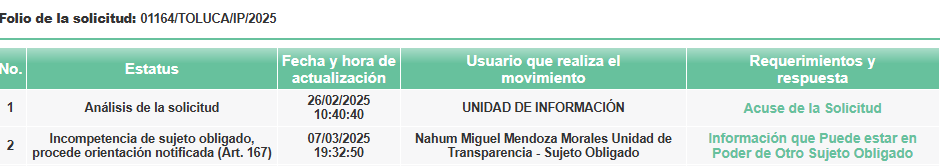 Folio de la solicitud: 01164/TOLUCA/IP/2025
No.
Estatus
Fecha y hora de
actualización
Usuario que realiza el
movimiento
Requerimientos y
respuesta
1
Análisis de la solicitud
26/02/2025
10:40:40
UNIDAD DE INFORMACIÓN
Acuse de la Solicitud
2
Incompetencia de sujeto obligado,
procede orientación notificada (Art. 167)
07/03/2025
19:32:50
Nahum Miguel Mendoza Morales Unidad de
Transparencia - Sujeto Obligado
Información que Puede estar en
Poder de Otro Sujeto Obligado